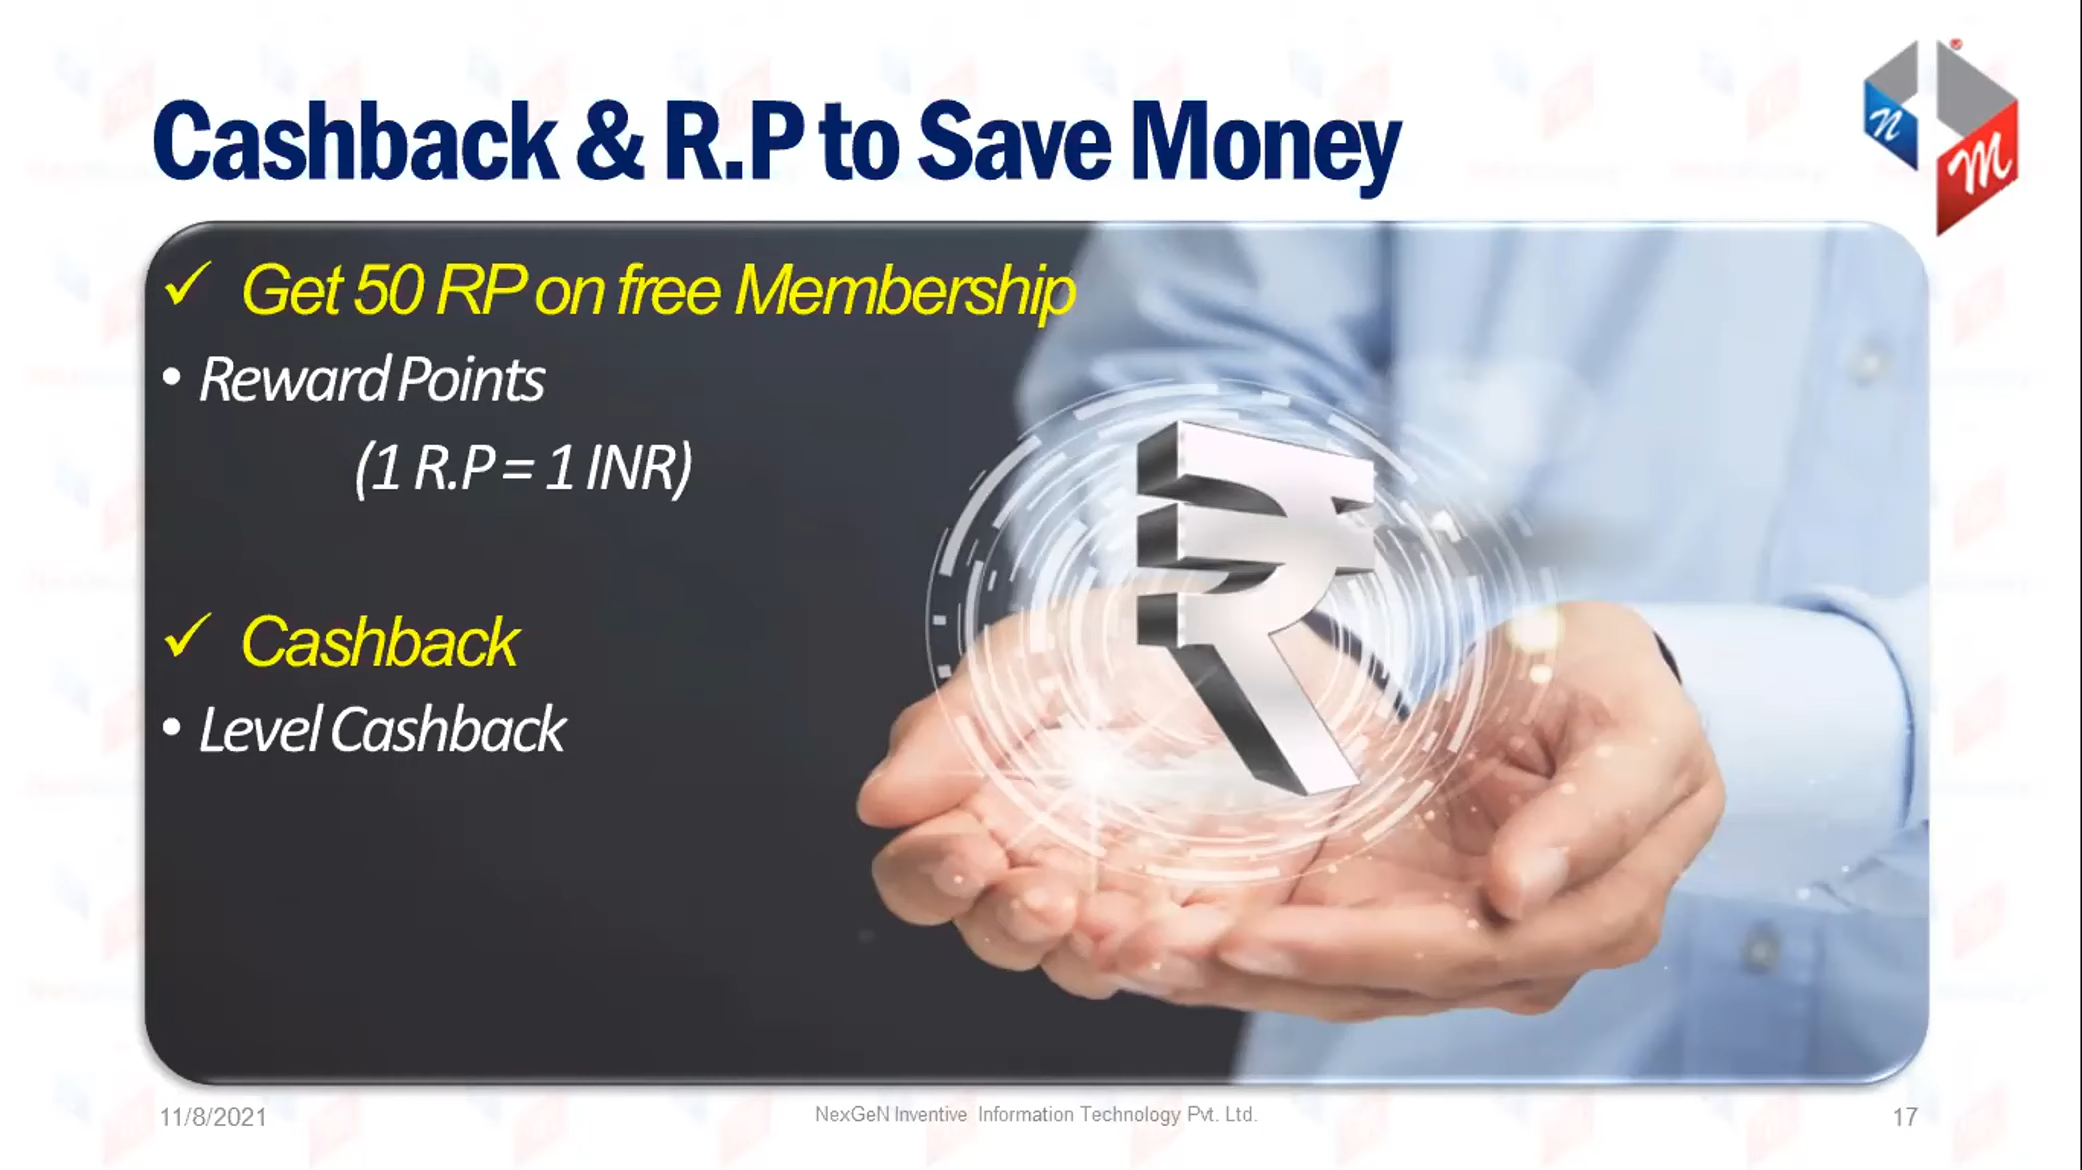 Cashback & R.P to Save Money
n
m
✓ Get 50 RP on free Membership
• Reward Points
(1 R.P = 1 INR)
✓ Cashback
• Level Cashback
11/8/2021
NexGeN Inventive Information Technology Pvt. Ltd.
17